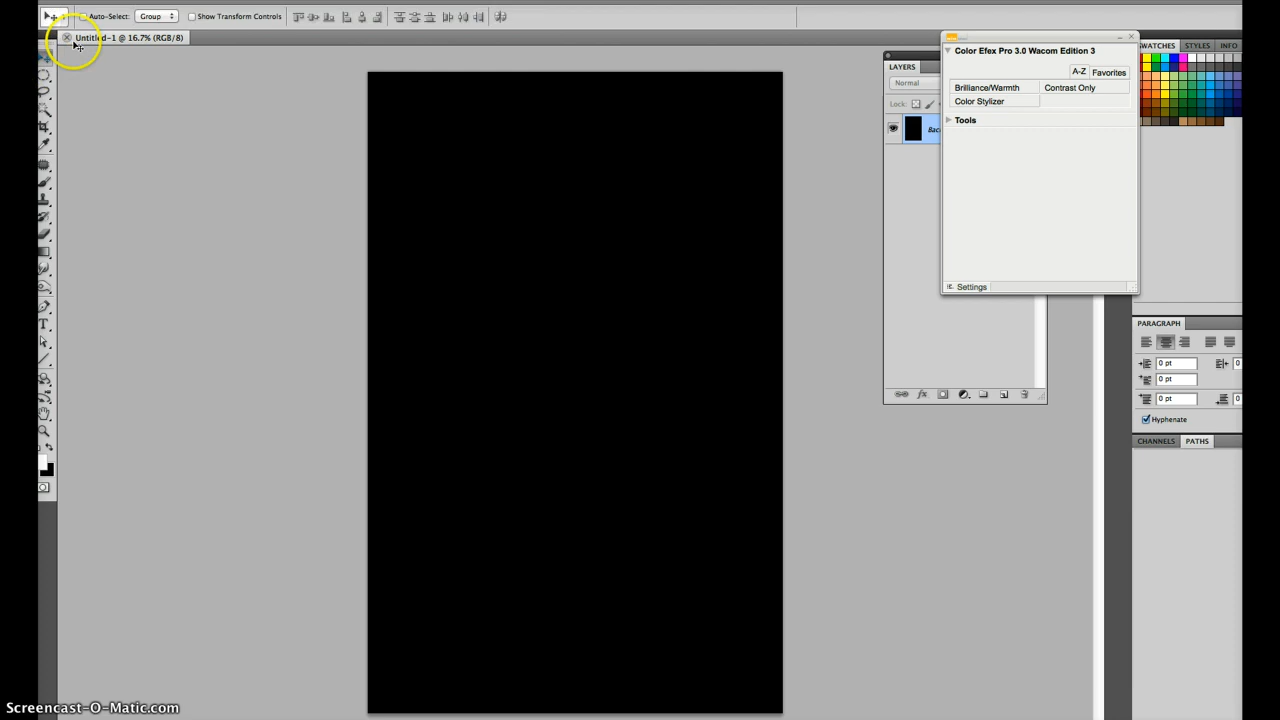 Auto-Select: Group Show Transform Controls
Untitled-1 @ 16.7% (RGB/8)
LAYERS
Normal
Lock:
Color Efex Pro 3.0 Wacom Edition 3
A-Z Favorites
Brilliance/Warmth Contrast Only
Color Stylizer
Tools
Settings
SWATCHES STYLES INFO
PARAGRAPH
0 pt 0
0 pt
0 pt 0
Hyphenate
CHANNELS PATHS
Screencast-O-Matic.com